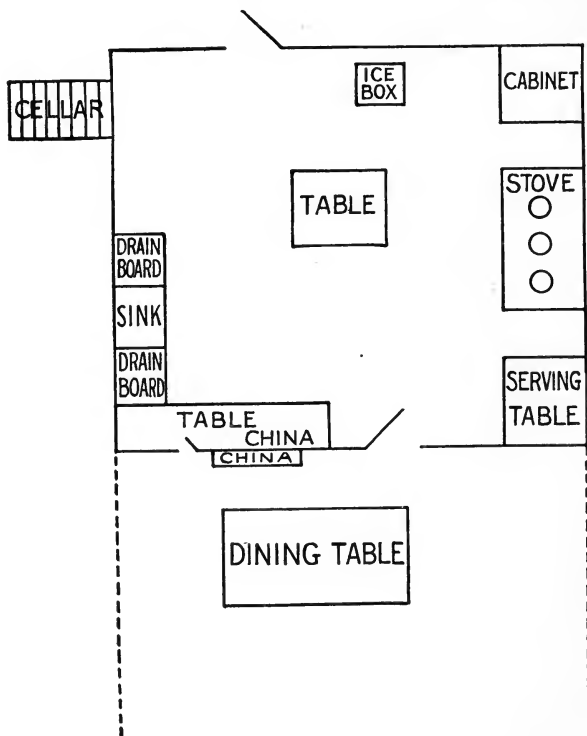 ICE
BOX
CABINET
CELLAR
STOVE
TABLE
DRAIN
BOARD
SINK
DRAIN
BOARD
SERVING
TABLE
TABLE
CHINA
CHINA
DINING TABLE